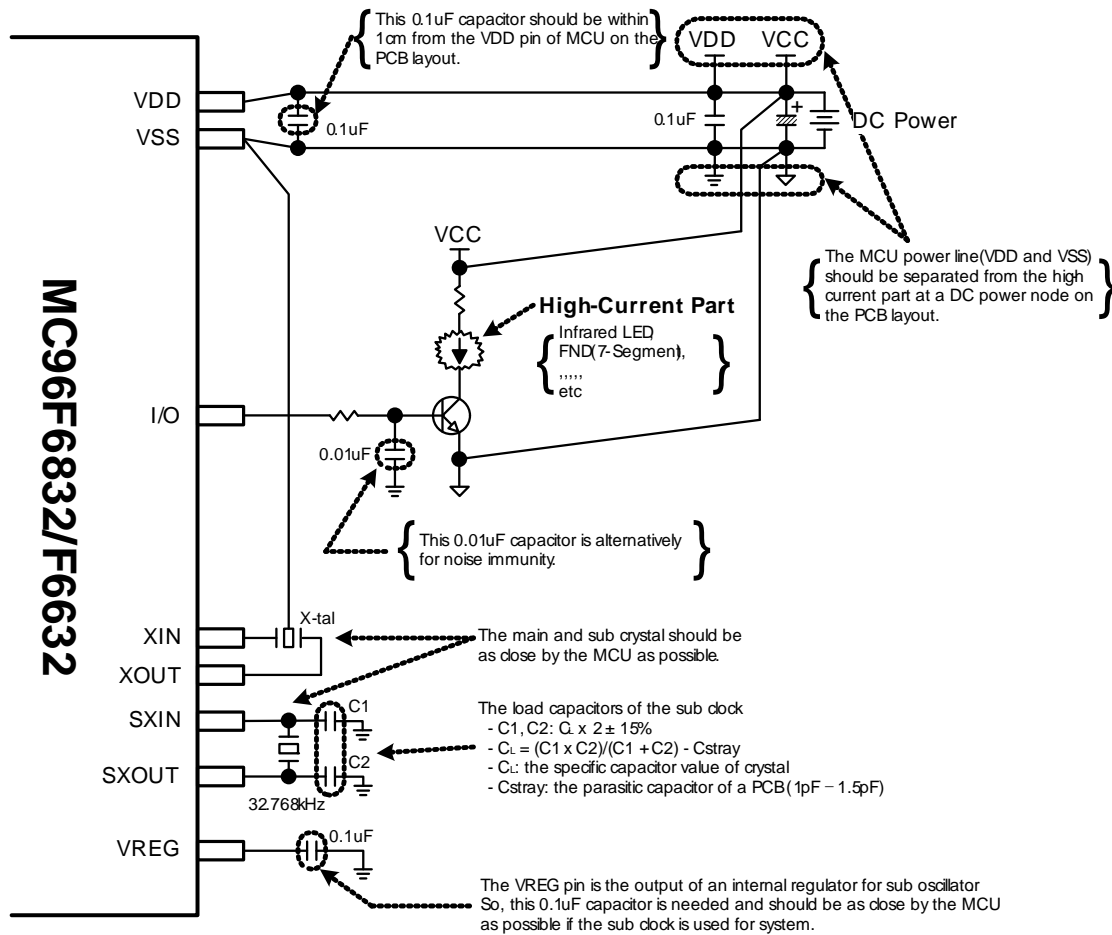 This 0.1uF capacitor should be within
1cm from the VDD pin of MCU on the
PCB layout.
VDD VCC
VDD
VSS
0.1uF
0.1uF
+
DC Power
VCC
The MCU power line(VDD and VSS)
should be separated from the high-
current part at a DC power node on
the PCB layout.
High-Current Part
Infrared LED,
FND(7-Segment),
,,,,,
etc
MC96F6832/F6632
I/O
0.01uF
This 0.01uF capacitor is alternatively
for noise immunity.
X-tal
XIN
XOUT
The main and sub crystal should be
as close by the MCU as possible.
SXIN
C1
SXOUT
C2
32.768kHz
The load capacitors of the sub clock
- C1, C2: CL x 2 ± 15%
- CL = (C1 x C2)/(C1 + C2) - Cstray
- CL: the specific capacitor value of crystal
- Cstray: the parasitic capacitor of a PCB(1pF – 1.5pF)
VREG
0.1uF
The VREG pin is the output of an internal regulator for sub oscillator.
So, this 0.1uF capacitor is needed and should be as close by the MCU
as possible if the sub clock is used for system.